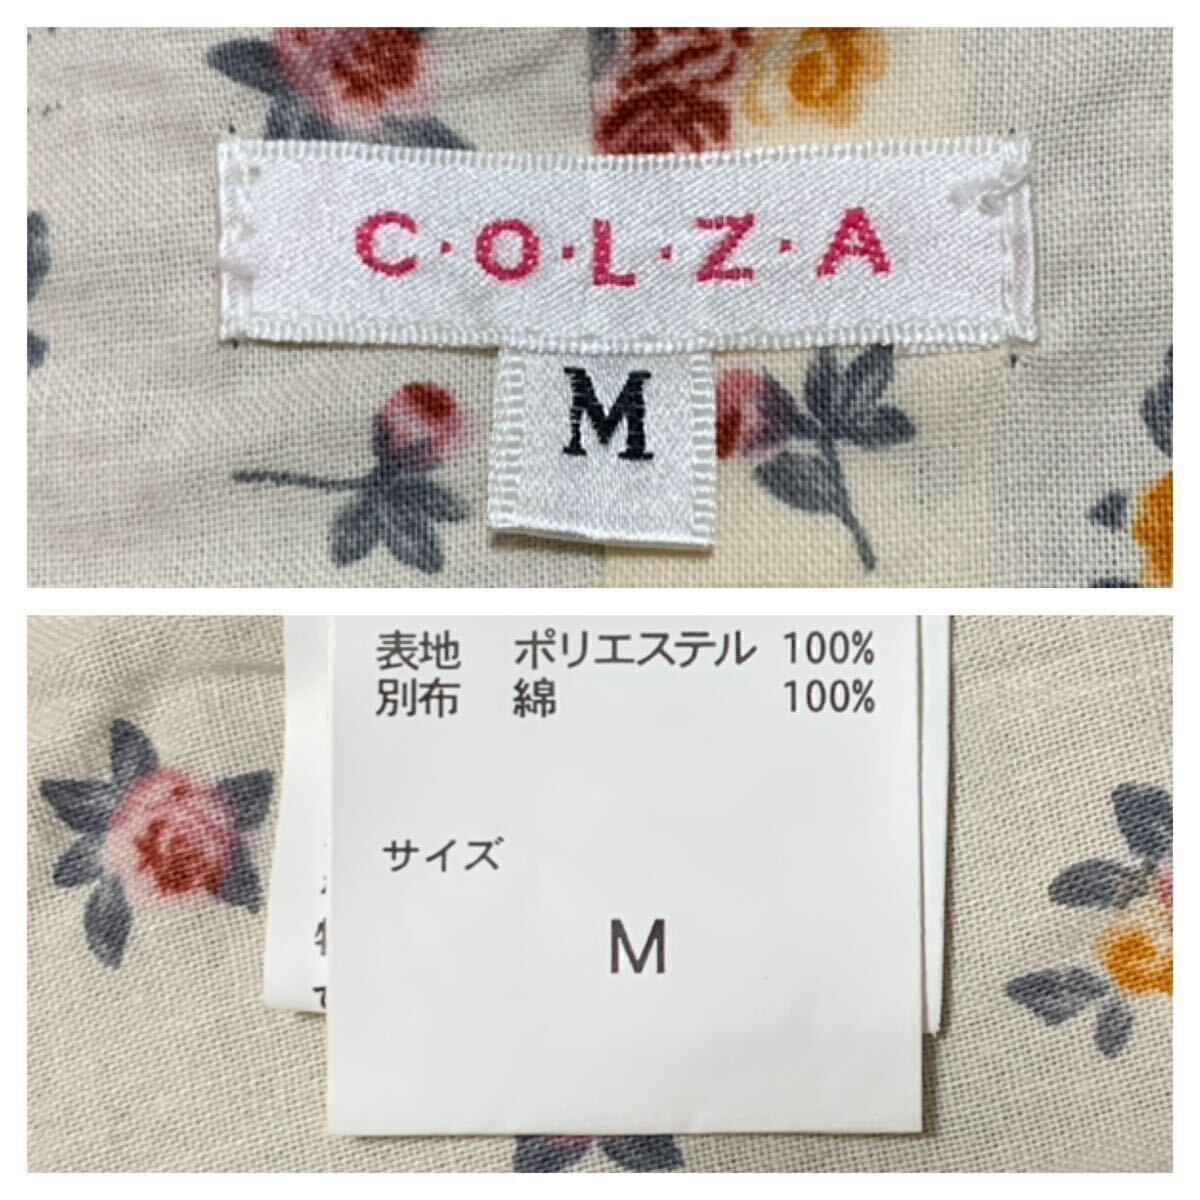 C·O·L·Z·A
M
表地 ポリエステル 100%
別布 綿 100%
サイズ
M